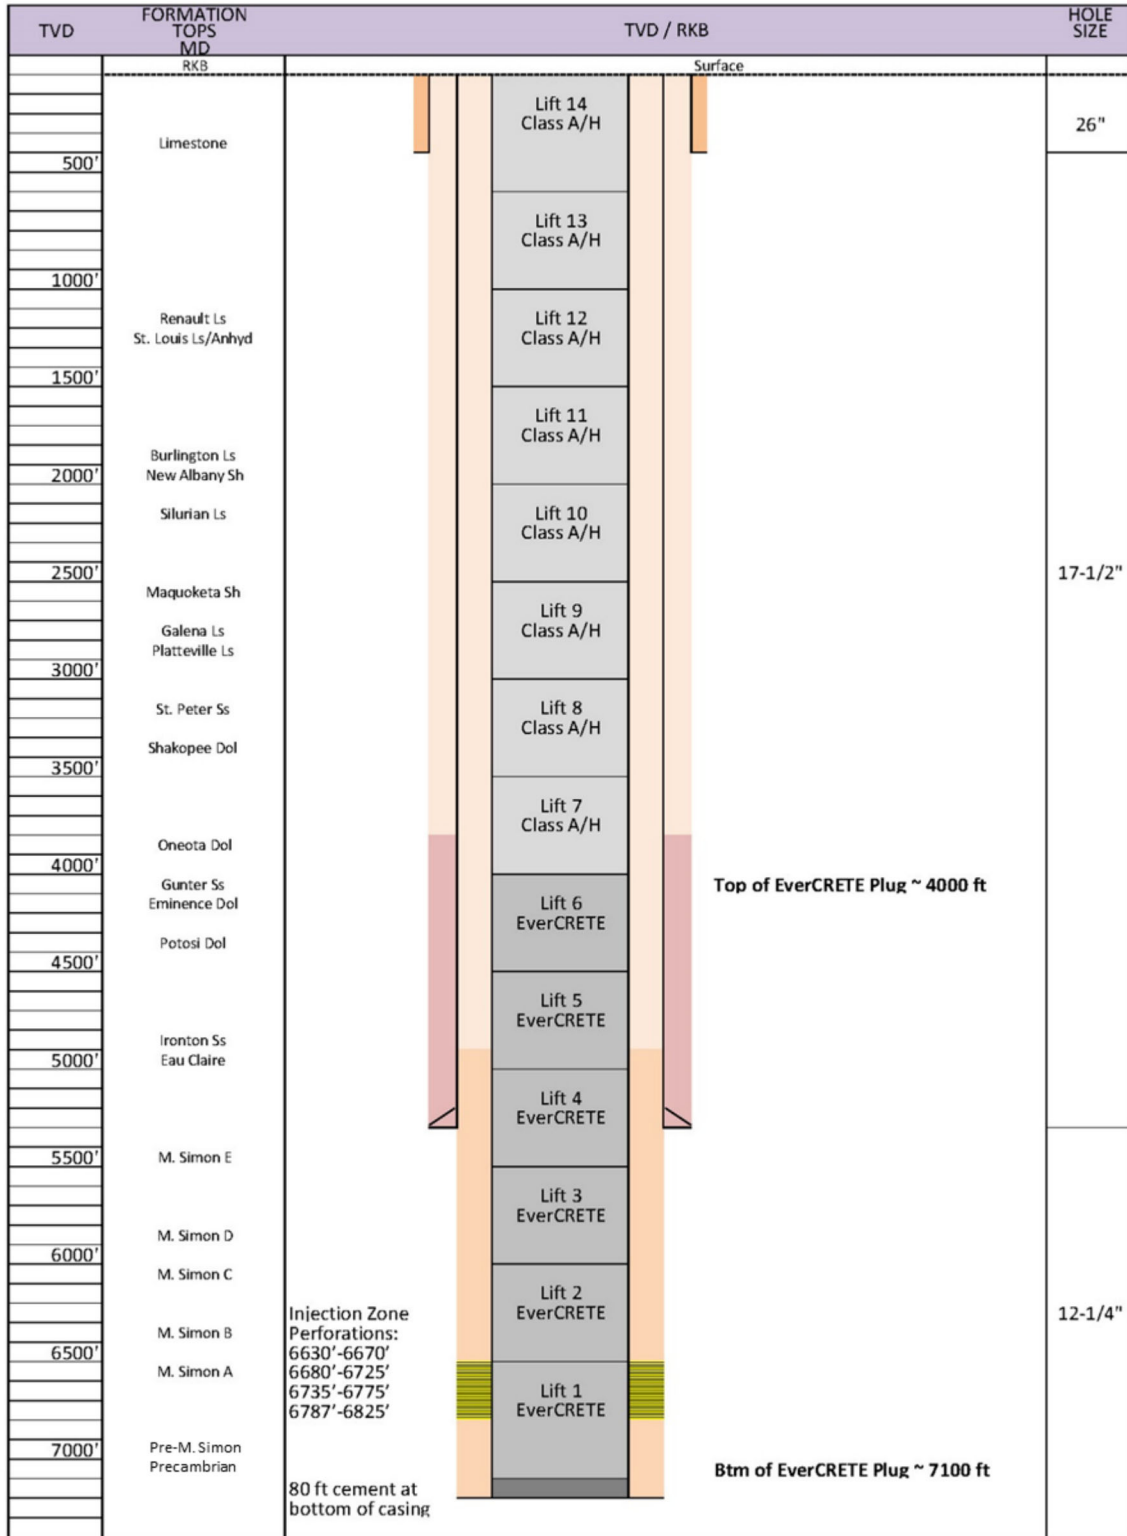 TVD
FORMATION
TOPS
MD
TVD / RKB
HOLE
SIZE
RKB
Surface
Lift 14
Class A/H
26"
Limestone
500'
Lift 13
Class A/H
1000'
Renault Ls
St. Louis Ls/Anhyd
Lift 12
Class A/H
1500'
Lift 11
Class A/H
Burlington Ls
2000'
New Albany Sh
Silurian Ls
Lift 10
Class A/H
2500'
17-1/2"
Maquoketa Sh
Lift 9
Class A/H
Galena Ls
Platteville Ls
3000'
St. Peter Ss
Lift 8
Class A/H
Shakopee Dol
3500'
Lift 7
Class A/H
Oneota Dol
4000'
Gunter Ss
Eminence Dol
Top of EverCRETE Plug ~ 4000 ft
Lift 6
EverCRETE
Potosi Dol
4500'
Lift 5
EverCRETE
Ironton Ss
5000'
Eau Claire
Lift 4
EverCRETE
5500'
M. Simon E
Lift 3
EverCRETE
M. Simon D
6000'
M. Simon C
Lift 2
EverCRETE
12-1/4"
Injection Zone
Perforations:
6630'-6670'
6680'-6725'
6735'-6775'
6787'-6825'
M. Simon B
6500'
M. Simon A
Lift 1
EverCRETE
7000'
Pre-M. Simon
Precambrian
Btm of EverCRETE Plug ~ 7100 ft
80 ft cement at
bottom of casing